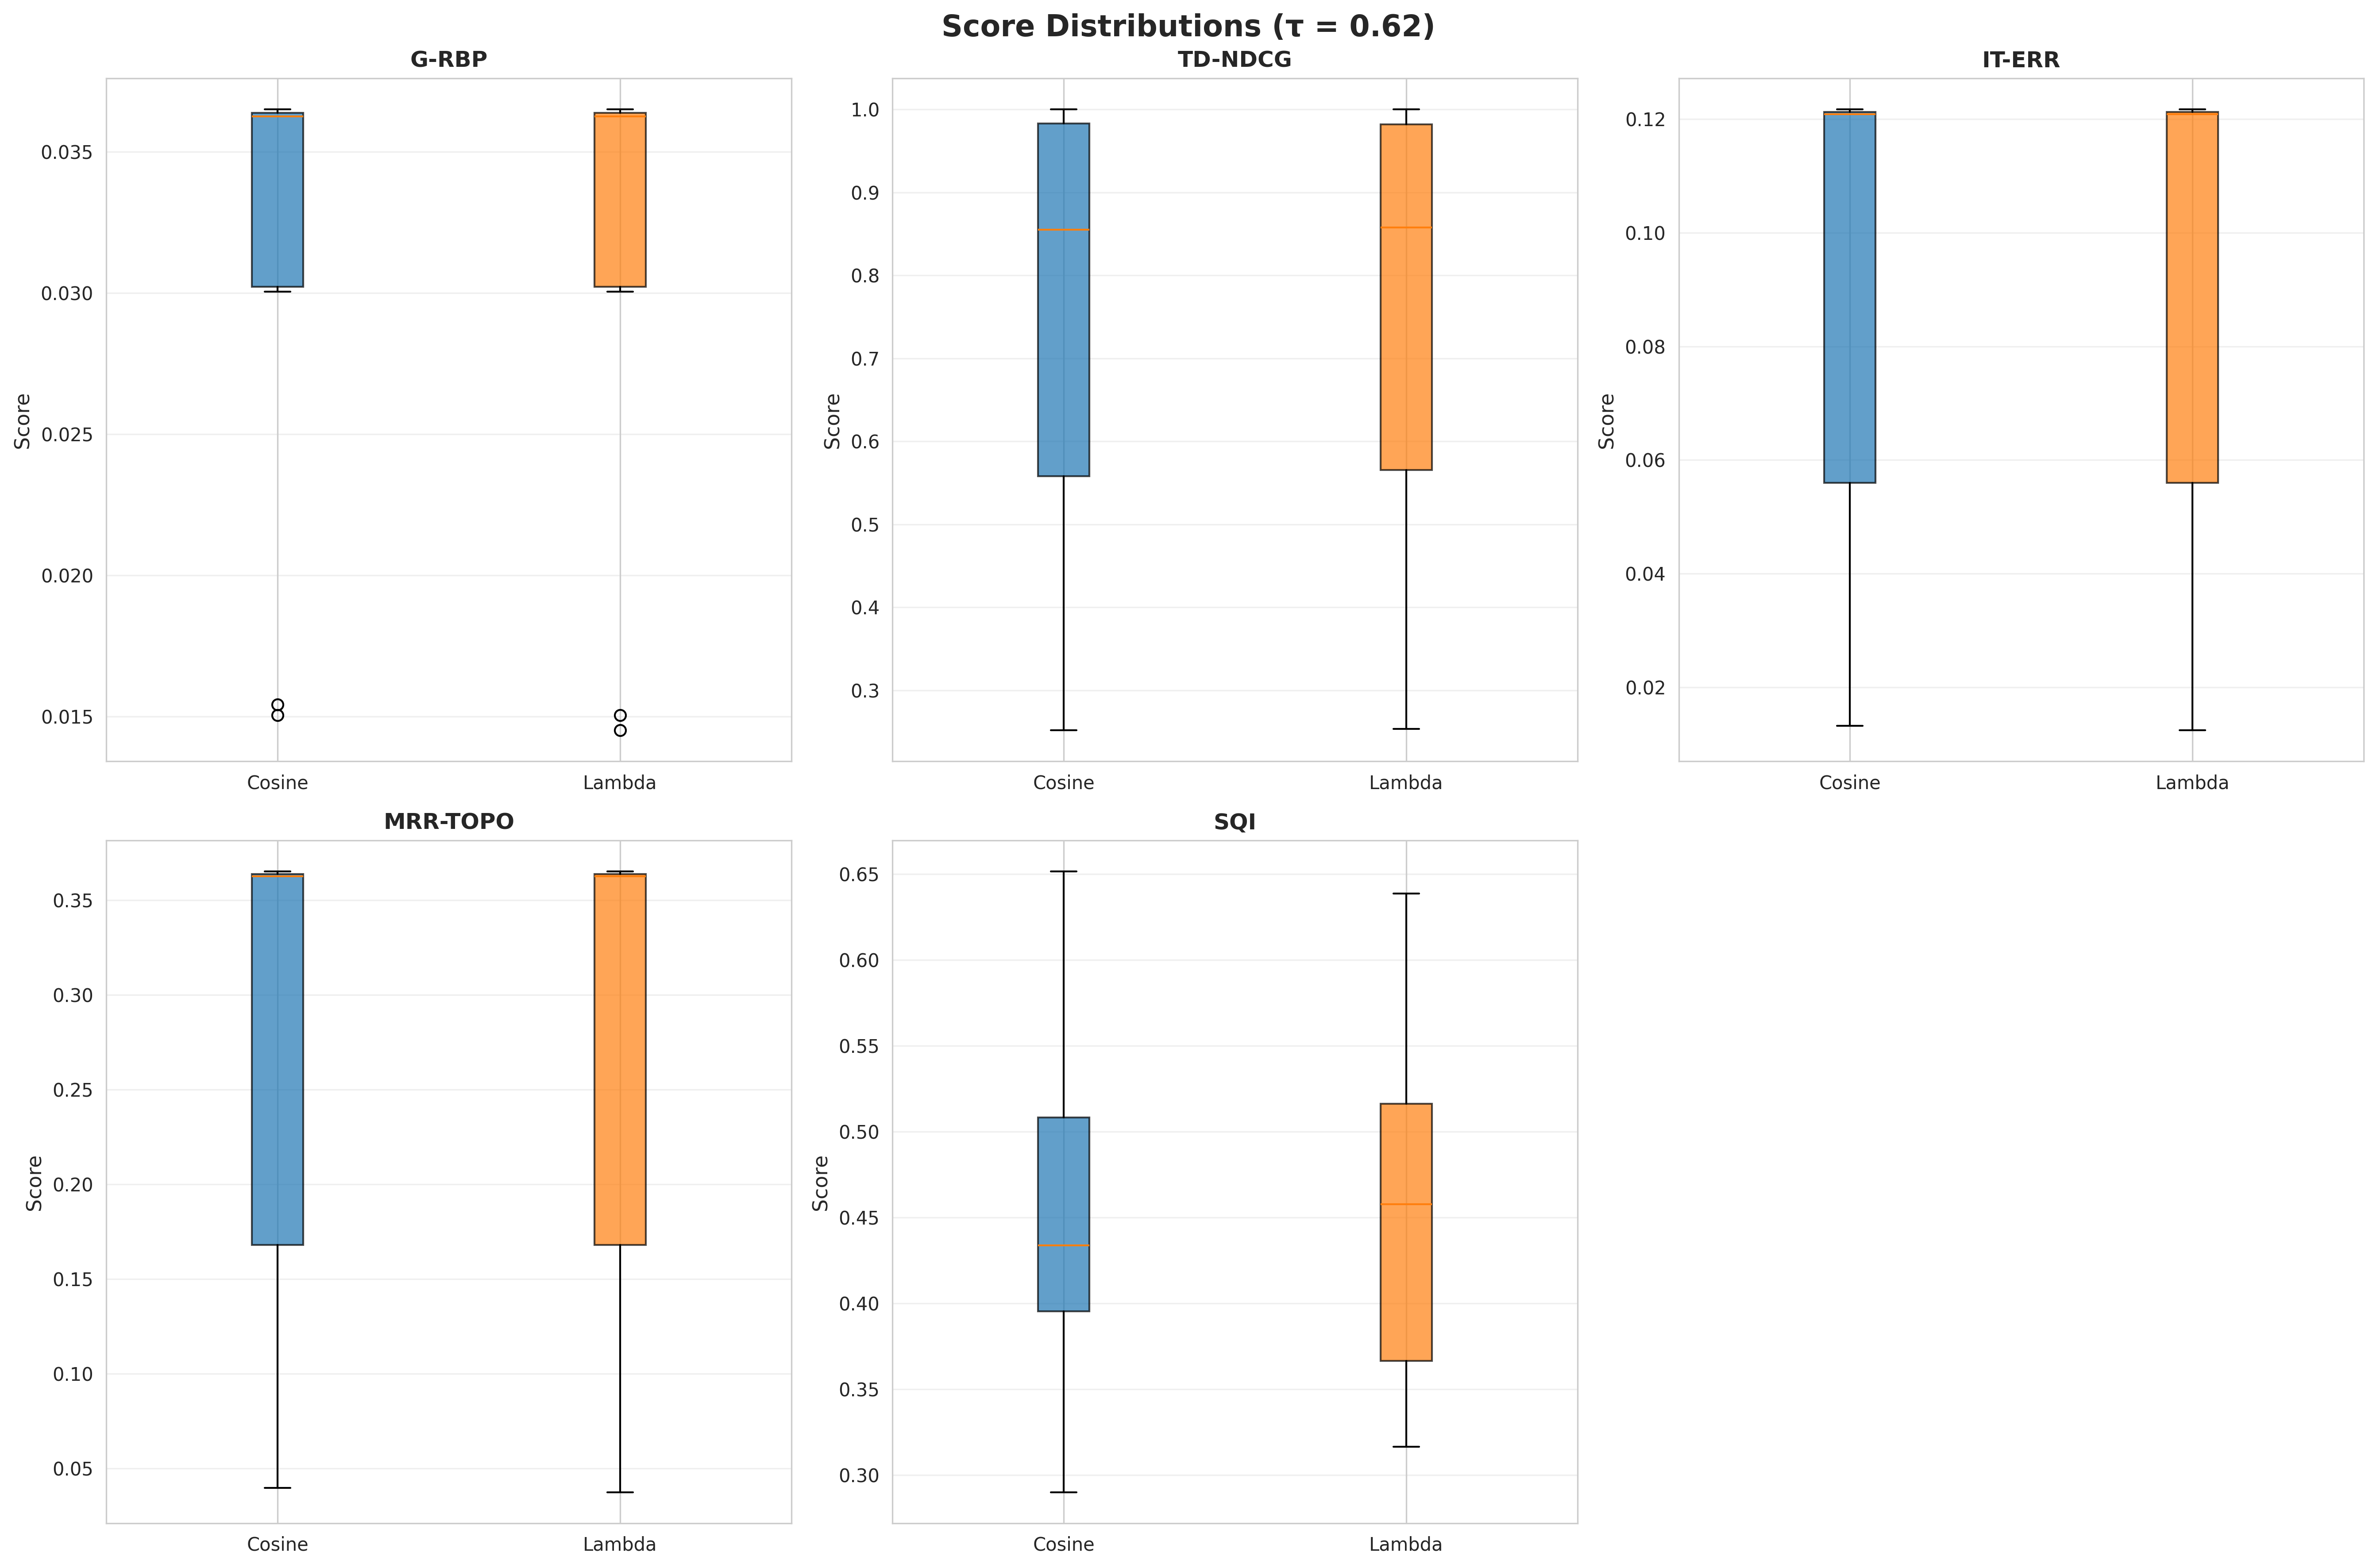 Score Distributions (τ = 0.62)
G-RBP
Score
0.035
0.030
0.025
0.020
0.015
Cosine
Lambda
TD-NDCG
Score
1.0
0.9
0.8
0.7
0.6
0.5
0.4
0.3
Cosine
Lambda
IT-ERR
Score
0.12
0.10
0.08
0.06
0.04
0.02
Cosine
Lambda
MRR-TOPO
Score
0.35
0.30
0.25
0.20
0.15
0.10
0.05
Cosine
Lambda
SQI
Score
0.65
0.60
0.55
0.50
0.45
0.40
0.35
0.30
Cosine
Lambda